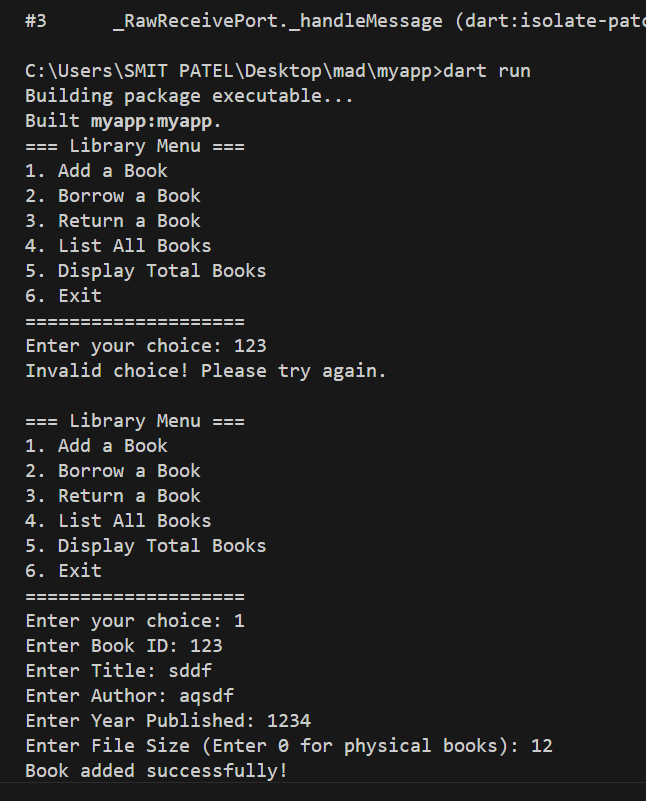 #3      _RawReceivePort._handleMessage (dart:isolate-patc
C:\Users\SMIT PATEL\Desktop\mad\myapp>dart run
Building package executable...
Built myapp:myapp.
=== Library Menu ===
1. Add a Book
2. Borrow a Book
3. Return a Book
4. List All Books
5. Display Total Books
6. Exit
====================
Enter your choice: 123
Invalid choice! Please try again.
=== Library Menu ===
1. Add a Book
2. Borrow a Book
3. Return a Book
4. List All Books
5. Display Total Books
6. Exit
====================
Enter your choice: 1
Enter Book ID: 123
Enter Title: sddf
Enter Author: aqsdf
Enter Year Published: 1234
Enter File Size (Enter 0 for physical books): 12
Book added successfully!